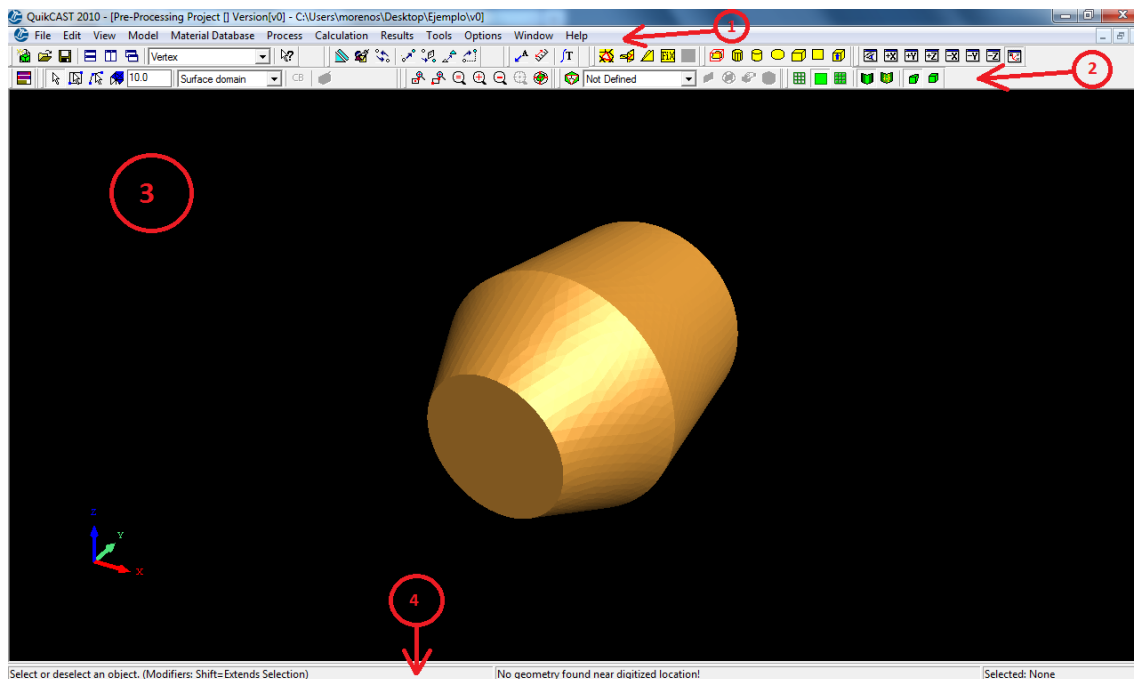 QuikCAST 2010 - [Pre-Processing Project [] Version[v0] - C:\Users\morenos\Desktop\Ejemplo\v0]
File Edit View Model Material Database Process Calculation Results Tools Options Window Help
1
Vertex
FIX
+X +Y +Z -X -Y -Z
10.0 Surface domain CB Not Defined
2
3
Z
Y
X
4
Select or deselect an object. (Modifiers: Shift=Extends Selection) No geometry found near digitized location! Selected: None